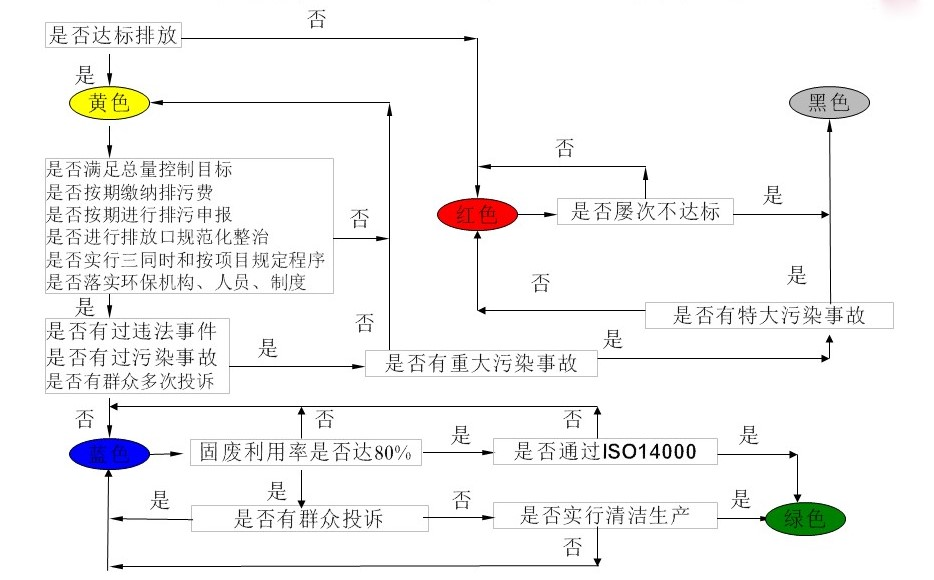 否
是否达标排放
是
黄色
黑色
否
是否满足总量控制目标
是否按期缴纳排污费
是否按期进行排污申报
是否进行排放口规范化整治
是否实行三同时和按项目规定程序
是否落实环保机构、人员、制度
否
红色
是否屡次不达标
是
是
否
是
是否有特大污染事故
是否有过违法事件
是否有过污染事故
是否有群众多次投诉
是
否
是否有重大污染事故
是
否
蓝色
否
否
固废利用率是否达80%
是
是否通过ISO14000
是
是
是
是否有群众投诉
否
是否实行清洁生产
是
绿色
否